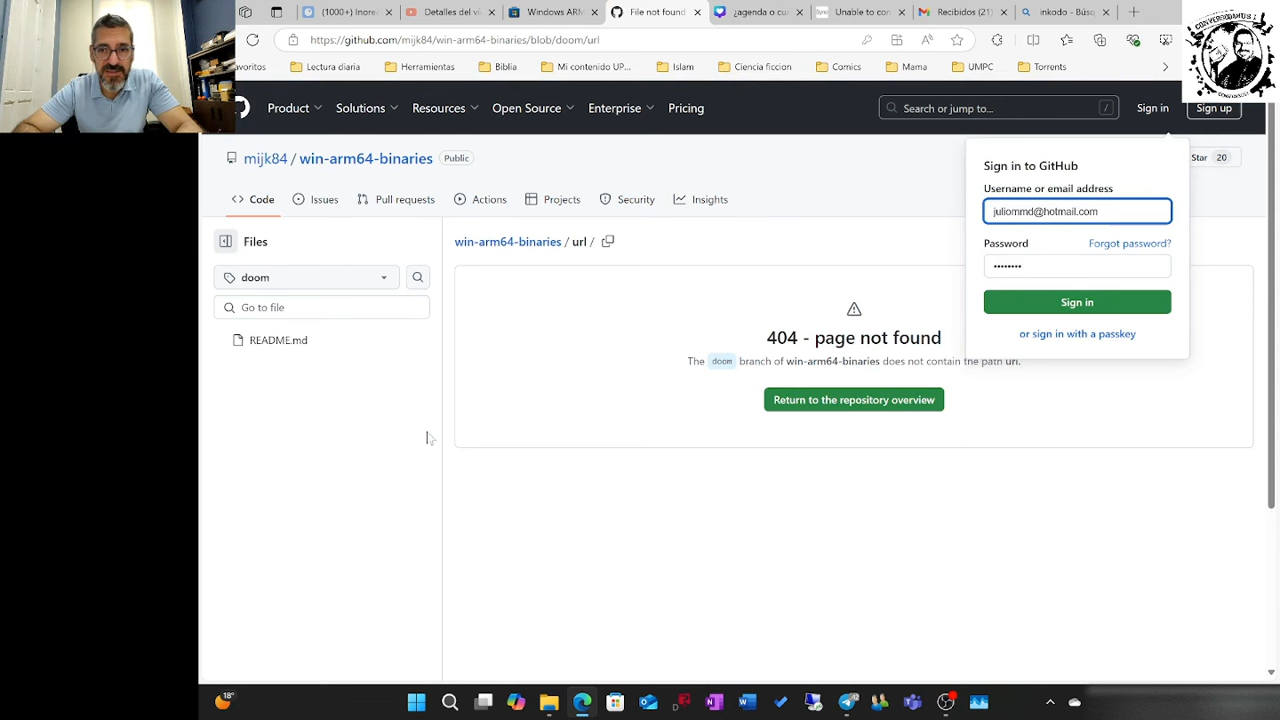 (1000+) Inorea
Detalles del ví
Windows ARM
File not found
¿agenda o cua
Unable to con
Recibidos (21)
inkodo - Búsq
https://github.com/mijk84/win-arm64-binaries/blob/doom/url
avoritos
Lectura diaria
Herramientas
Biblia
Mi contenido UP...
Islam
Ciencia ficcion
Comics
Mama
UMPC
Torrents
CONVERSODROMOS
Product
Solutions
Resources
Open Source
Enterprise
Pricing
Search or jump to...
/
Sign in
Sign up
mijk84 / win-arm64-binaries
Public
Star 20
Code
Issues
Pull requests
Actions
Projects
Security
Insights
Sign in to GitHub
Username or email address
juliommd@hotmail.com
Password
Forgot password?
••••••••
Sign in
or sign in with a passkey
Files
win-arm64-binaries / url /
doom
Go to file
README.md
404 - page not found
The doom branch of win-arm64-binaries does not contain the path url.
Return to the repository overview
18°